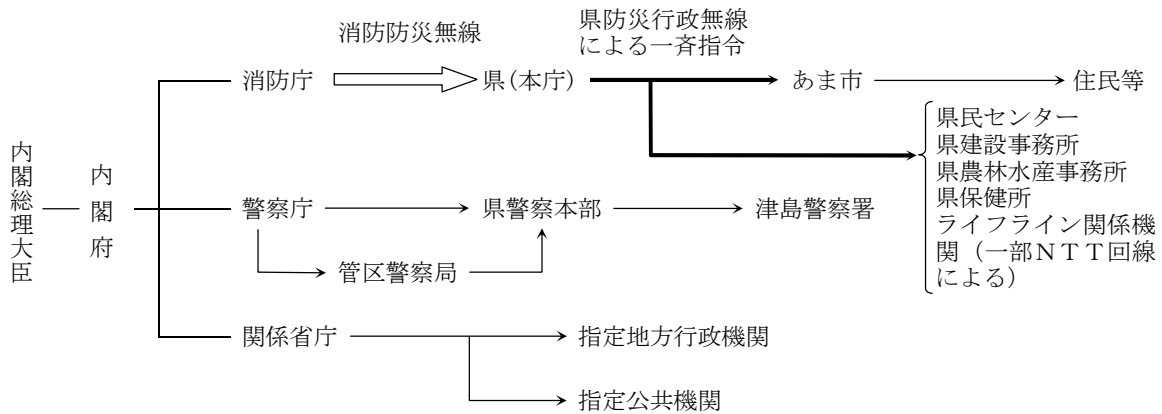 消防防災無線
県防災行政無線
による一斉指令
消防庁
県(本庁)
あま市
住民等
県民センター
県建設事務所
県農林水産事務所
県保健所
ライフライン関係機
関（一部ＮＴＴ回線
による）
内閣総理大臣
内閣府
警察庁
県警察本部
津島警察署
管区警察局
関係省庁
指定地方行政機関
指定公共機関